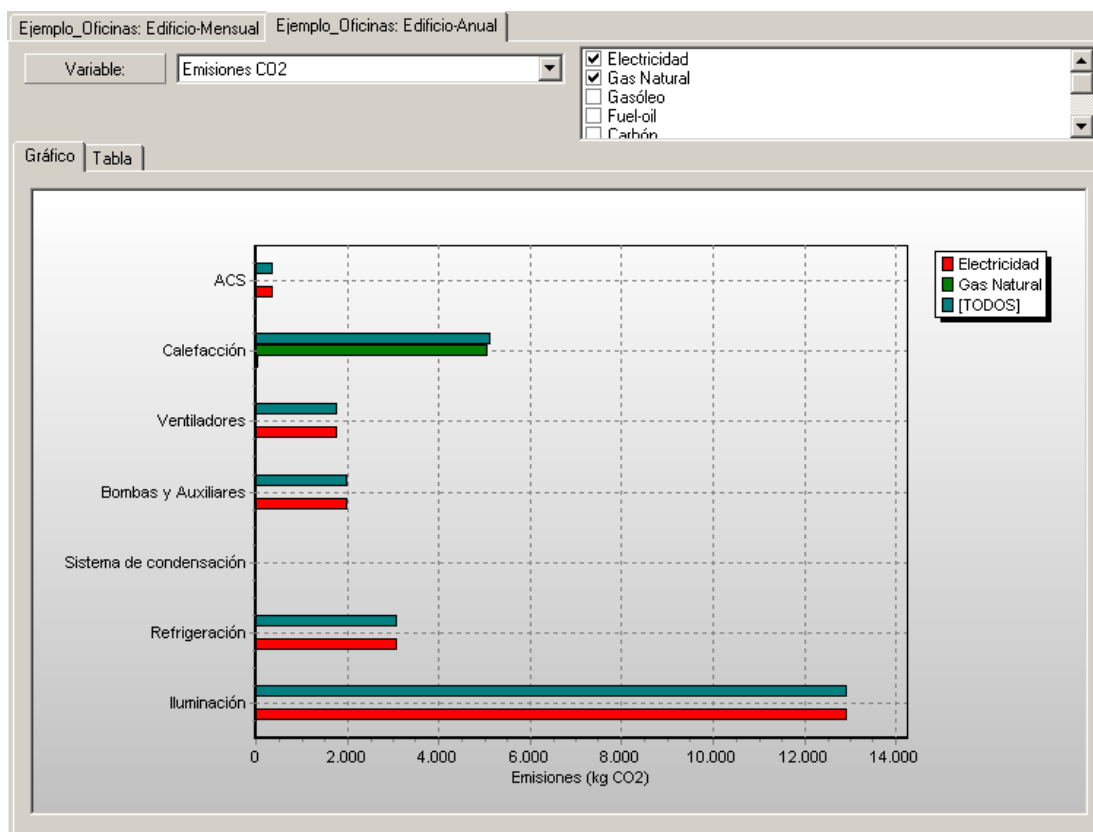 Ejemplo_Oficinas: Edificio-Mensual
Ejemplo_Oficinas: Edificio-Anual
Variable:
Emisiones CO2
Electricidad
Gas Natural
Gasóleo
Fuel-oil
Carbón
Gráfico
Tabla
ACS
Calefacción
Ventiladores
Bombas y Auxiliares
Sistema de condensación
Refrigeración
Iluminación
0 2.000 4.000 6.000 8.000 10.000 12.000 14.000
Emisiones (kg CO2)
Electricidad
Gas Natural
[TODOS]